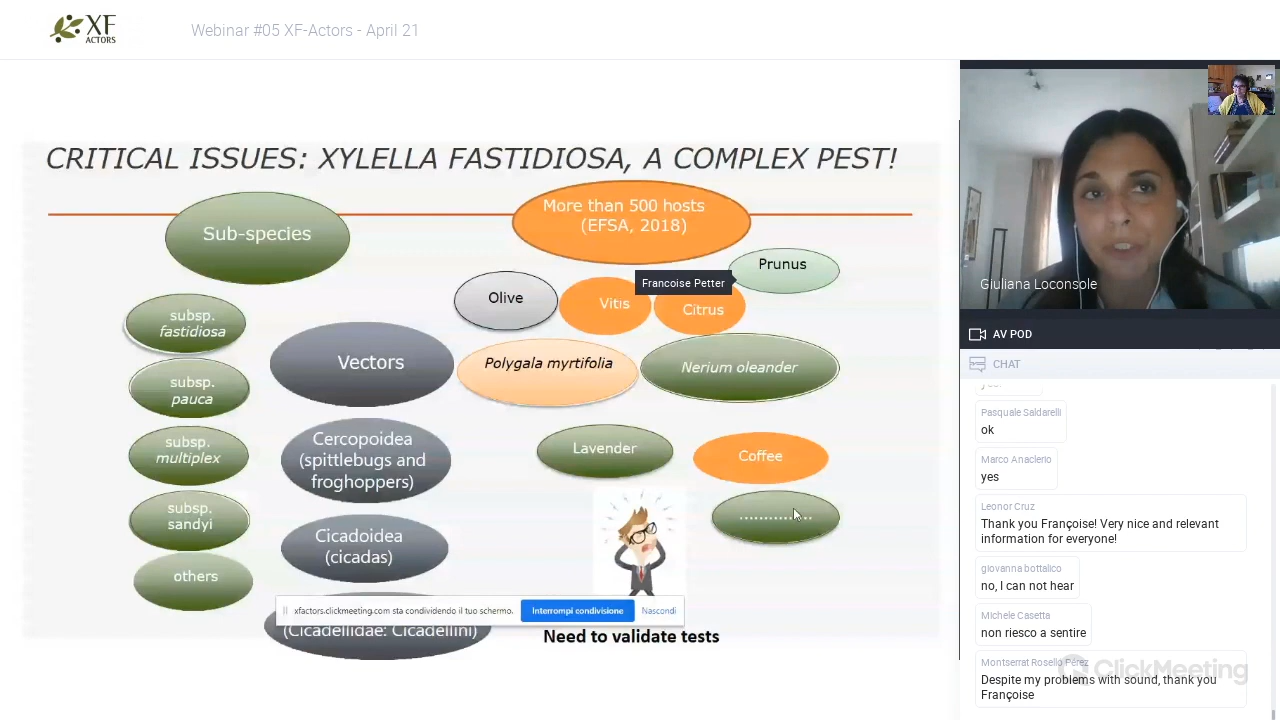 XF
ACTORS
Webinar #05 XF-Actors - April 21
CRITICAL ISSUES: XYLELLA FASTIDIOSA, A COMPLEX PEST!
Sub-species
More than 500 hosts
(EFSA, 2018)
Prunus
Francoise Petter
Olive
Vitis
Citrus
subsp.
fastidiosa
Vectors
Polygala myrtifolia
Nerium oleander
subsp.
pauca
Cercopoidea
(spittlebugs and
froghoppers)
subsp.
multiplex
Lavender
Coffee
subsp.
sandyi
Cicadoidea
(cicadas)
...............
others
xfactors.clickmeeting.com sta condividendo il tuo schermo.
Interrompi condivisione
Nascondi
(Cicadellidae: Cicadellini)
Need to validate tests
Giuliana Loconsole
AV POD
CHAT
Pasquale Saldarelli
ok
Marco Anaclerio
yes
Leonor Cruz
Thank you Françoise! Very nice and relevant
information for everyone!
giovanna bottalico
no, I can not hear
Michele Casetta
non riesco a sentire
Montserrat Rosello Pérez
ClickMeeting
Despite my problems with sound, thank you
Françoise